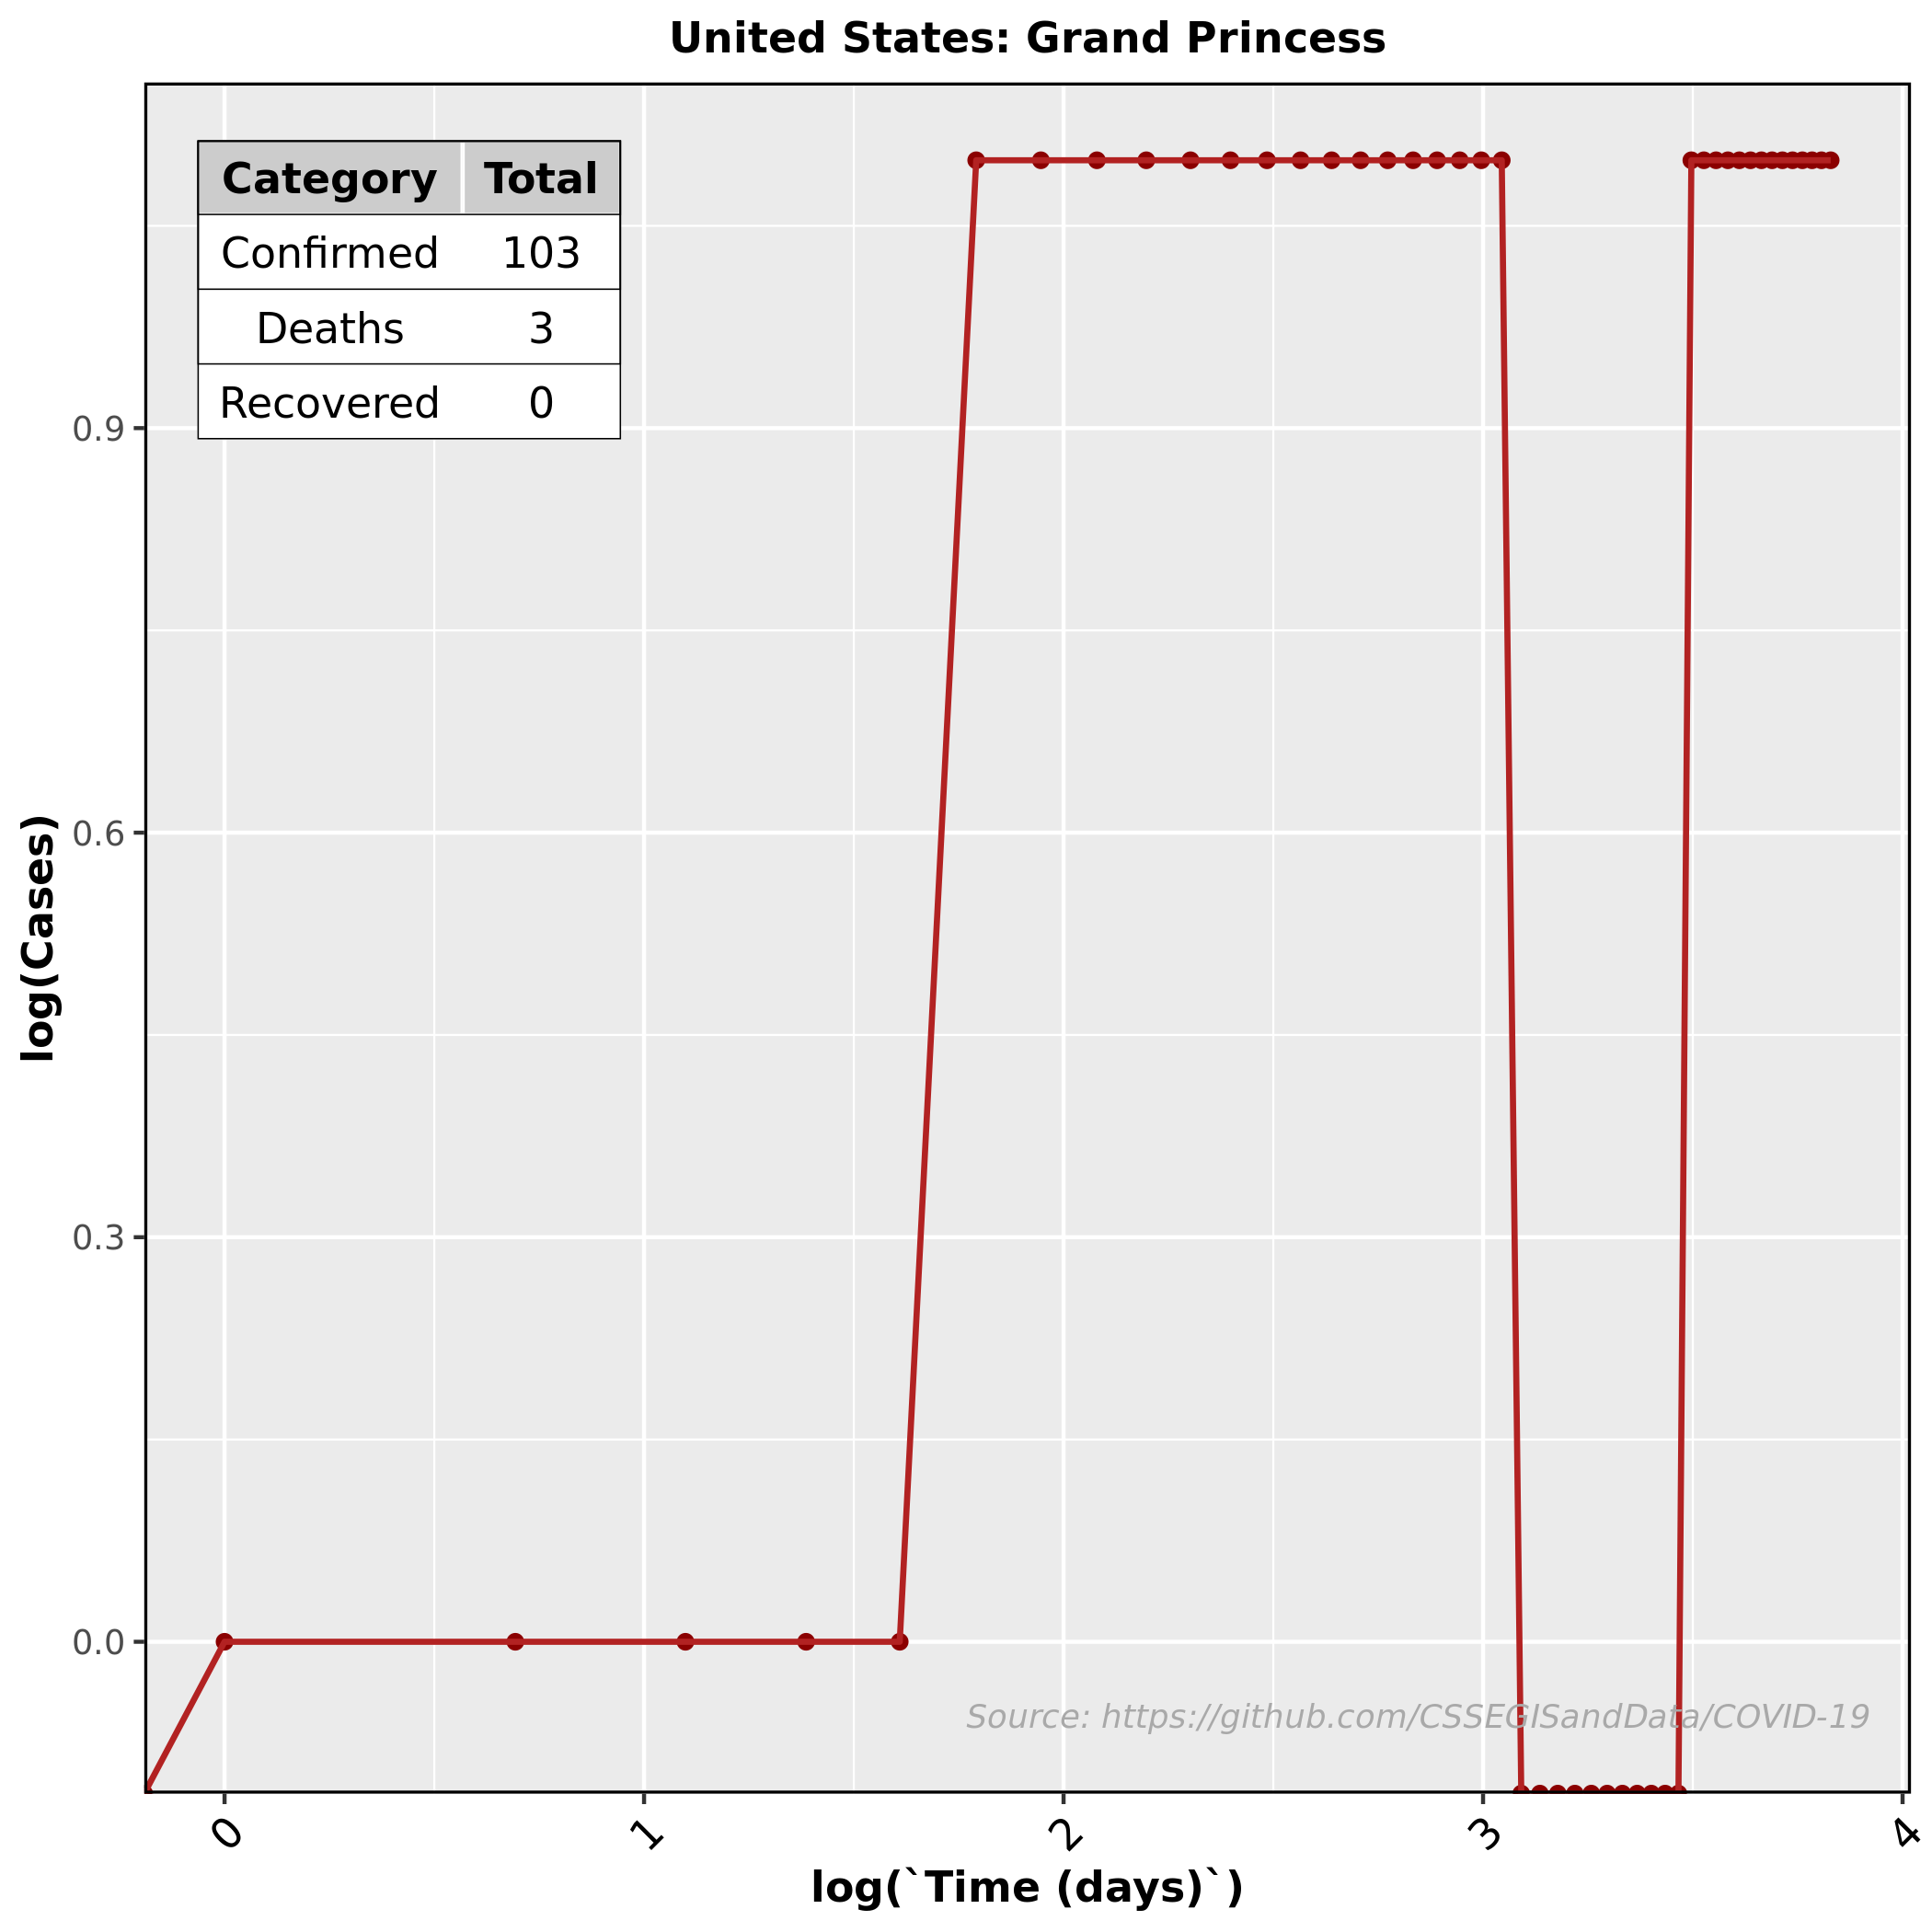 United States: Grand Princess
Category Total
Confirmed 103
Deaths 3
Recovered 0
0.9
0.6
0.3
0.0
log(Cases)
Source: https://github.com/CSSEGISandData/COVID-19
0 1 2 3 4
log(`Time (days)`)